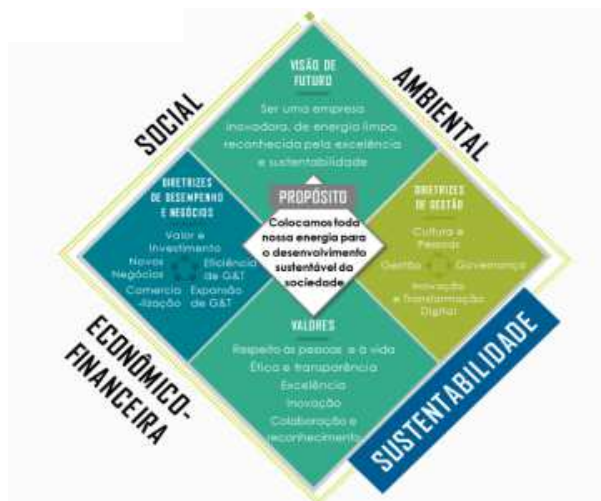 SOCIAL
AMBIENTAL
VISÃO DE
FUTURO
Ser uma empresa
inovadora, de energia limpa,
reconhecida pela excelência
e sustentabilidade
DIRETRIZES
DE DESEMPENHO
E NEGÓCIOS
Valor e
Investimento
Novos
Negócios
Eficiência
de G&T
Comercia
-lização
Expansão
de G&T
PROPÓSITO
Colocamos toda
nossa energia para
o desenvolvimento
sustentável da
sociedade
DIRETRIZES
DE GESTÃO
Cultura e
Pessoas
Gestão
Governança
Inovação
e Transformação
Digital
VALORES
Respeito às pessoas e à vida
Ética e transparência
Excelência
Inovação
Colaboração e
reconhecimento
ECONÔMICO-
FINANCEIRA
SUSTENTABILIDADE